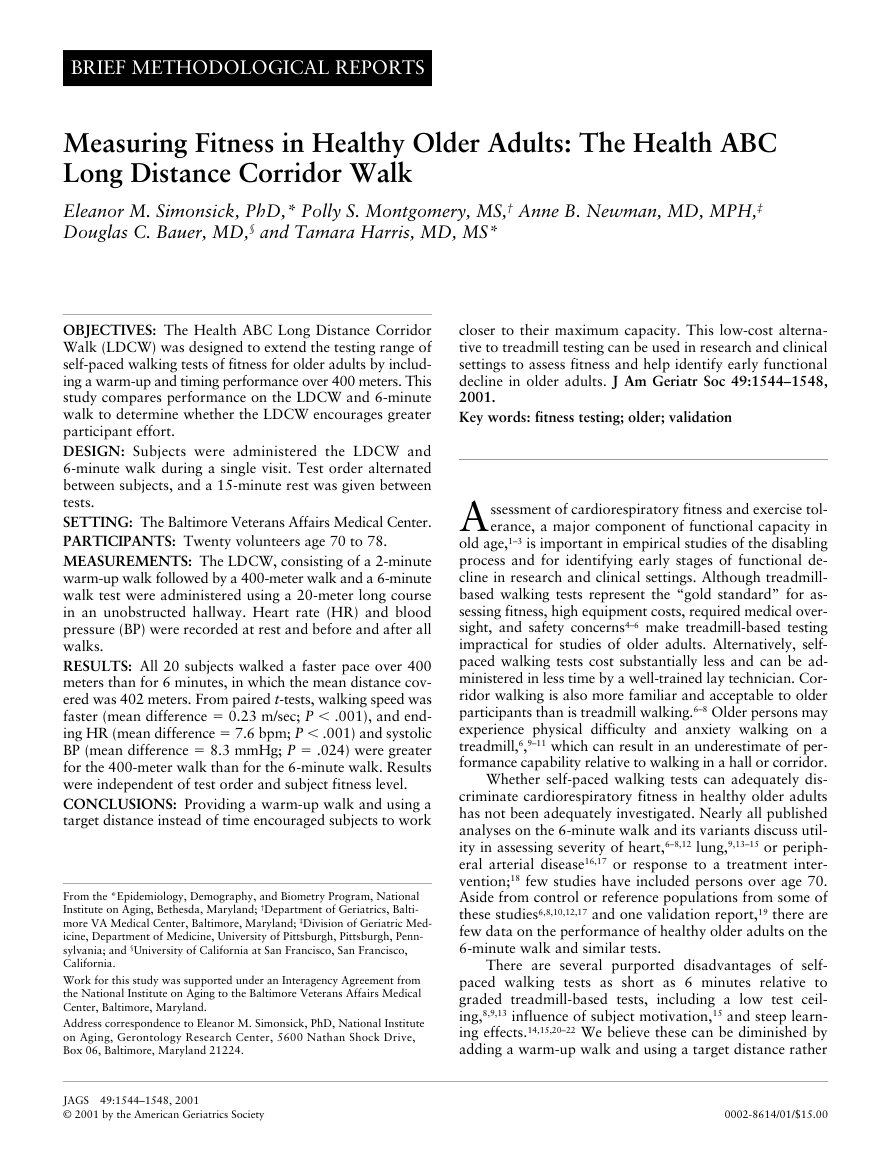 BRIEF METHODOLOGICAL REPORTS
Measuring Fitness in Healthy Older Adults: The Health ABC
Long Distance Corridor Walk
Eleanor M. Simonsick, PhD,* Polly S. Montgomery, MS,† Anne B. Newman, MD, MPH,‡
Douglas C. Bauer, MD,§ and Tamara Harris, MD, MS*
OBJECTIVES: The Health ABC Long Distance Corridor
Walk (LDCW) was designed to extend the testing range of
self-paced walking tests of fitness for older adults by includ-
ing a warm-up and timing performance over 400 meters. This
study compares performance on the LDCW and 6-minute
walk to determine whether the LDCW encourages greater
participant effort.
DESIGN: Subjects were administered the LDCW and
6-minute walk during a single visit. Test order alternated
between subjects, and a 15-minute rest was given between
tests.
SETTING: The Baltimore Veterans Affairs Medical Center.
PARTICIPANTS: Twenty volunteers age 70 to 78.
MEASUREMENTS: The LDCW, consisting of a 2-minute
warm-up walk followed by a 400-meter walk and a 6-minute
walk test were administered using a 20-meter long course
in an unobstructed hallway. Heart rate (HR) and blood
pressure (BP) were recorded at rest and before and after all
walks.
RESULTS: All 20 subjects walked a faster pace over 400
meters than for 6 minutes, in which the mean distance cov-
ered was 402 meters. From paired t-tests, walking speed was
faster (mean difference = 0.23 m/sec; P < .001), and end-
ing HR (mean difference = 7.6 bpm; P < .001) and systolic
BP (mean difference = 8.3 mmHg; P = .024) were greater
for the 400-meter walk than for the 6-minute walk. Results
were independent of test order and subject fitness level.
CONCLUSIONS: Providing a warm-up walk and using a
target distance instead of time encouraged subjects to work
From the *Epidemiology, Demography, and Biometry Program, National
Institute on Aging, Bethesda, Maryland; †Department of Geriatrics, Balti-
more VA Medical Center, Baltimore, Maryland; ‡Division of Geriatric Med-
icine, Department of Medicine, University of Pittsburgh, Pittsburgh, Penn-
sylvania; and §University of California at San Francisco, San Francisco,
California.
Work for this study was supported under an Interagency Agreement from
the National Institute on Aging to the Baltimore Veterans Affairs Medical
Center, Baltimore, Maryland.
Address correspondence to Eleanor M. Simonsick, PhD, National Institute
on Aging, Gerontology Research Center, 5600 Nathan Shock Drive,
Box 06, Baltimore, Maryland 21224.
closer to their maximum capacity. This low-cost alterna-
tive to treadmill testing can be used in research and clinical
settings to assess fitness and help identify early functional
decline in older adults. J Am Geriatr Soc 49:1544–1548,
2001.
Key words: fitness testing; older; validation
Assessment of cardiorespiratory fitness and exercise tol-
erance, a major component of functional capacity in
old age,1–3 is important in empirical studies of the disabling
process and for identifying early stages of functional de-
cline in research and clinical settings. Although treadmill-
based walking tests represent the “gold standard” for as-
sessing fitness, high equipment costs, required medical over-
sight, and safety concerns4–6 make treadmill-based testing
impractical for studies of older adults. Alternatively, self-
paced walking tests cost substantially less and can be ad-
ministered in less time by a well-trained lay technician. Cor-
ridor walking is also more familiar and acceptable to older
participants than is treadmill walking.6–8 Older persons may
experience physical difficulty and anxiety walking on a
treadmill,6,9–11 which can result in an underestimate of per-
formance capability relative to walking in a hall or corridor.
Whether self-paced walking tests can adequately dis-
criminate cardiorespiratory fitness in healthy older adults
has not been adequately investigated. Nearly all published
analyses on the 6-minute walk and its variants discuss util-
ity in assessing severity of heart,6–8,12 lung,9,13–15 or periph-
eral arterial disease16,17 or response to a treatment inter-
vention;18 few studies have included persons over age 70.
Aside from control or reference populations from some of
these studies6,8,10,12,17 and one validation report,19 there are
few data on the performance of healthy older adults on the
6-minute walk and similar tests.
There are several purported disadvantages of self-
paced walking tests as short as 6 minutes relative to
graded treadmill-based tests, including a low test ceil-
ing,8,9,13 influence of subject motivation,15 and steep learn-
ing effects.14,15,20–22 We believe these can be diminished by
adding a warm-up walk and using a target distance rather
JAGS 49:1544–1548, 2001
© 2001 by the American Geriatrics Society
0002-8614/01/$15.00